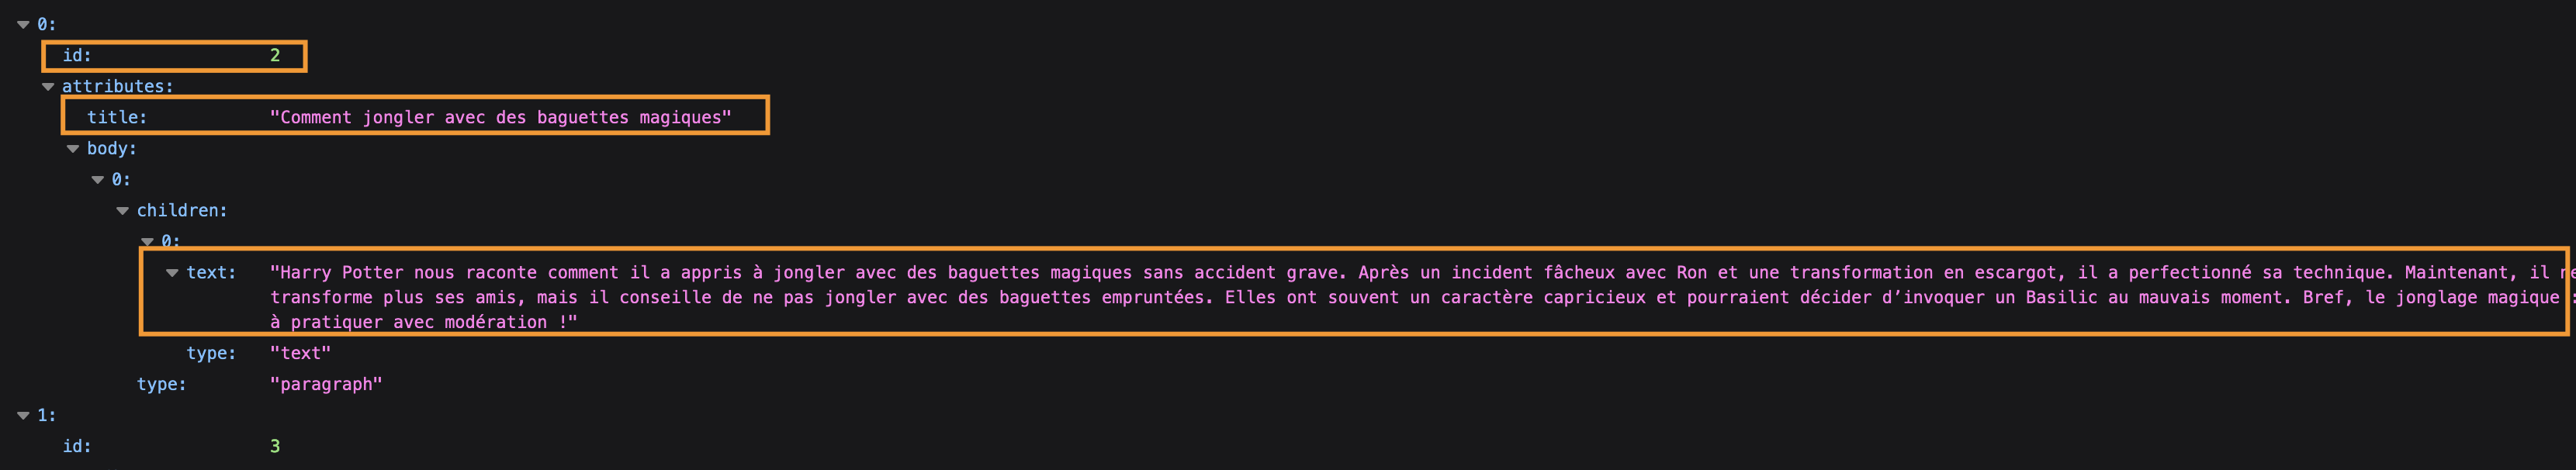 0:
id: 2
attributes:
title: "Comment jongler avec des baguettes magiques"
body:
0:
children:
0:
text: "Harry Potter nous raconte comment il a appris à jongler avec des baguettes magiques sans accident grave. Après un incident fâcheux avec Ron et une transformation en escargot, il a perfectionné sa technique. Maintenant, il
transforme plus ses amis, mais il conseille de ne pas jongler avec des baguettes empruntées. Elles ont souvent un caractère capricieux et pourraient décider d’invoquer un Basilic au mauvais moment. Bref, le jonglage magique :
à pratiquer avec modération !"
type: "text"
type: "paragraph"
1:
id: 3